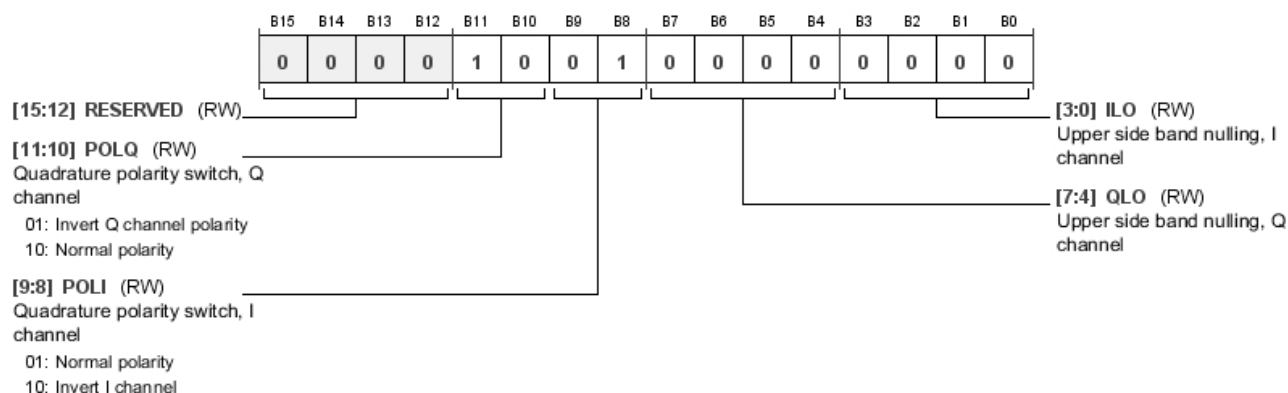 B15 B14 B13 B12 B11 B10 B9 B8 B7 B6 B5 B4 B3 B2 B1 B0
0 0 0 0 1 0 0 1 0 0 0 0 0 0 0 0
[15:12] RESERVED (RW)
[11:10] POLQ (RW)
Quadrature polarity switch, Q
channel
01: Invert Q channel polarity
10: Normal polarity
[9:8] POLI (RW)
Quadrature polarity switch, I
channel
01: Normal polarity
10: Invert I channel
[3:0] ILO (RW)
Upper side band nulling, I
channel
[7:4] QLO (RW)
Upper side band nulling, Q
channel